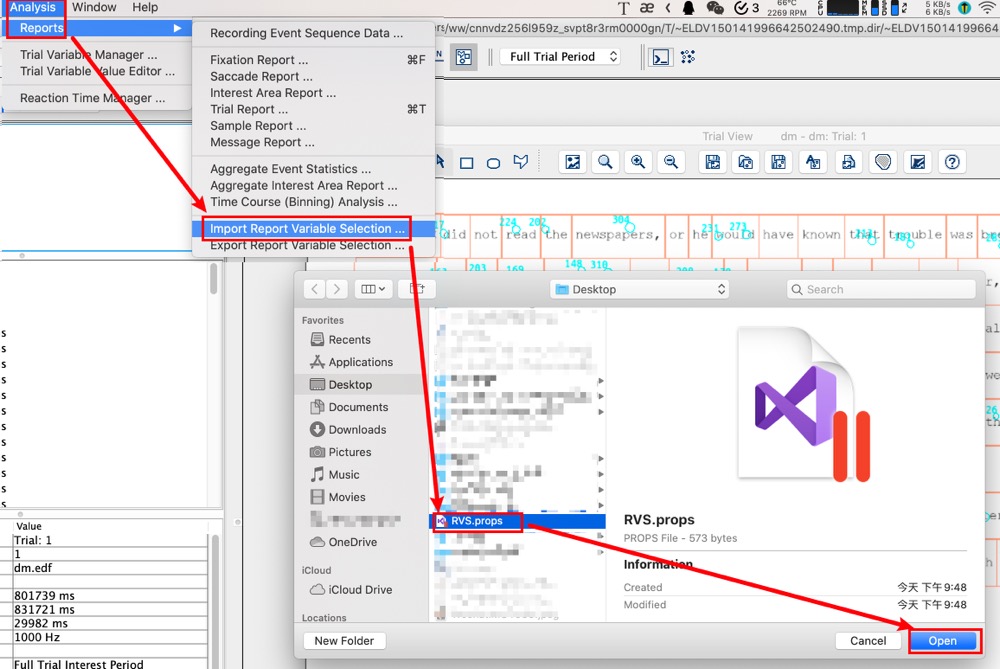 Analysis Window Help
T æ 3 66°C 2269 RPM 5 KB/s 6 KB/s
Reports
Trial Variable Manager ...
Trial Variable Value Editor ...
Reaction Time Manager ...
Recording Event Sequence Data ...
Fixation Report ... ⌘F
Saccade Report ...
Interest Area Report ...
Trial Report ... ⌘T
Sample Report ...
Message Report ...
Aggregate Event Statistics ...
Aggregate Interest Area Report ...
Time Course (Binning) Analysis ...
Import Report Variable Selection ...
Export Report Variable Selection ...
ers/ww/cnnvdz256l959z_svpt8r3rm0000gn/T/~ELDV150141996642502490.tmp.dir/~ELDV15014199664
Full Trial Period
Trial View dm - dm: Trial: 1
224 202 304 231 273
did not read the newspapers, or he would have known that trouble was
203 169 148 310
Desktop
Search
Favorites
Recents
Applications
Desktop
Documents
Downloads
Pictures
Music
Movies
OneDrive
iCloud
iCloud Drive
Locations
RVS.props
RVS.props
PROPS File - 573 bytes
Information
Created 今天 下午9:48
Modified 今天 下午9:48
New Folder
Cancel
Open
s
s
s
s
s
s
s
s
s
s
s
s
Value
Trial: 1
1
dm.edf
801739 ms
831721 ms
29982 ms
1000 Hz
Full Trial Interest Period